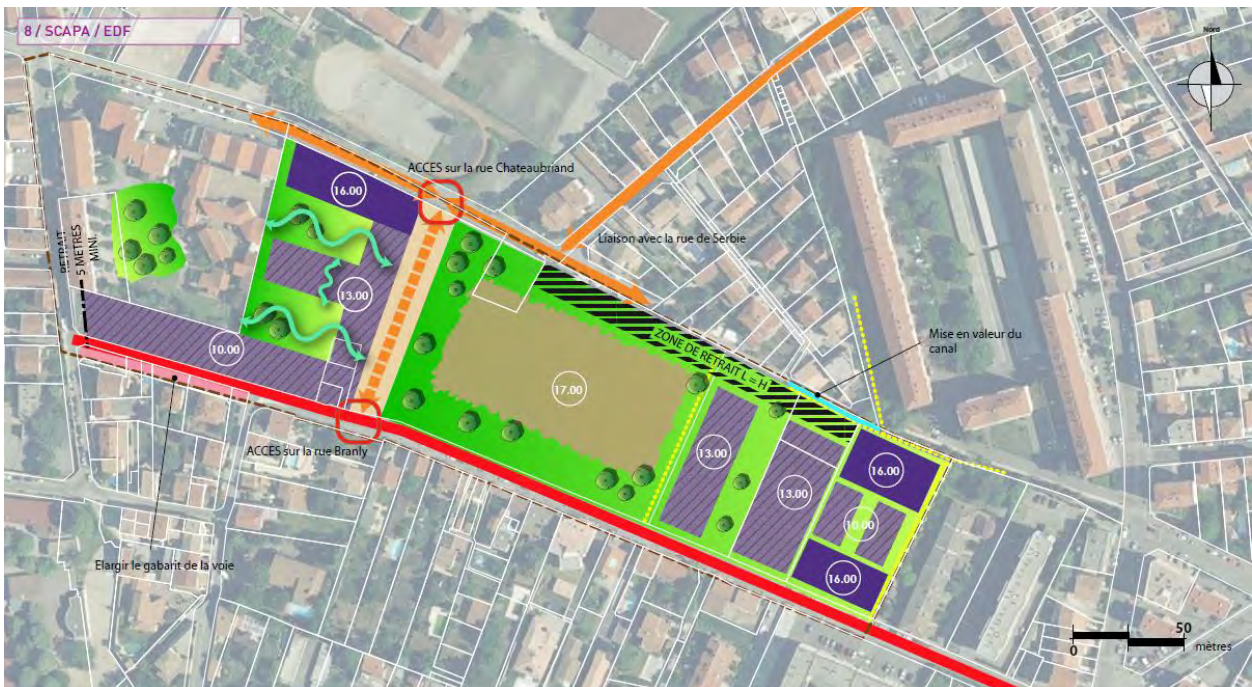 8 / SCAPA / EDF
Nord
ACCES sur la rue Chateaubriand
16.00
Liaison avec la rue de Serbie
RETRAIT
5 METRES
MINI.
13.00
10.00
ZONE DE RETRAIT L = H
Mise en valeur du
canal
17.00
ACCES sur la rue Branly
13.00
13.00
16.00
10.00
16.00
Elargir le gabarit de la voie
50
0
mètres